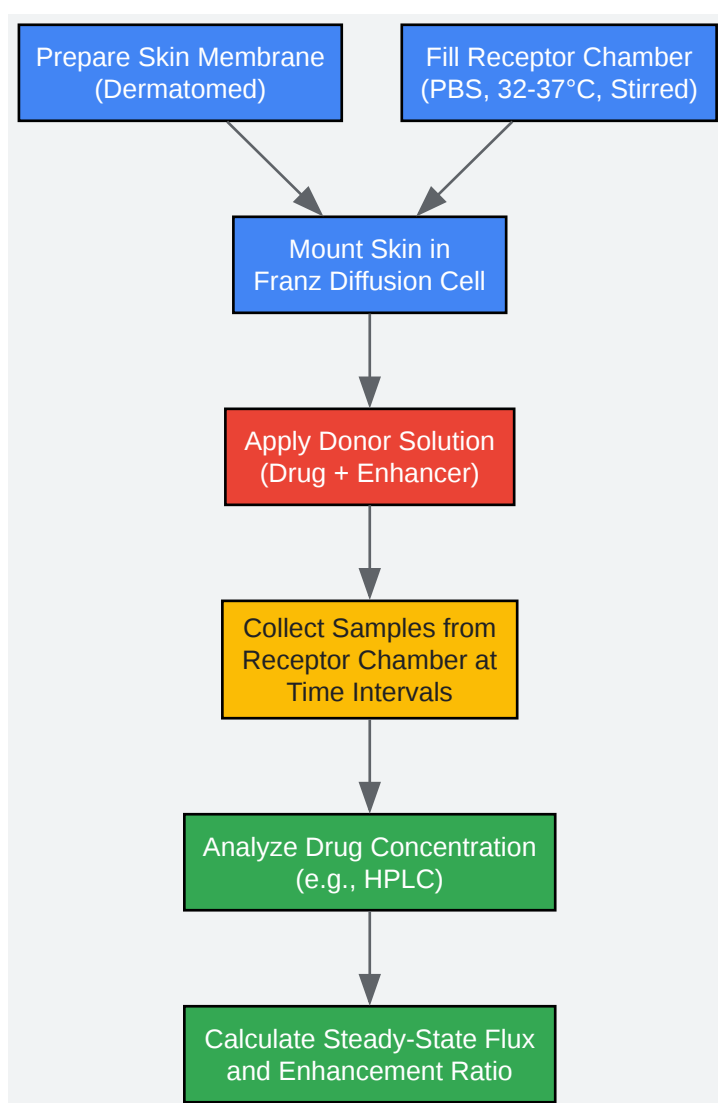 Prepare Skin Membrane
(Dermatomed)
Fill Receptor Chamber
(PBS, 32-37°C, Stirred)
Mount Skin in
Franz Diffusion Cell
Apply Donor Solution
(Drug + Enhancer)
Collect Samples from
Receptor Chamber at
Time Intervals
Analyze Drug Concentration
(e.g., HPLC)
Calculate Steady-State Flux
and Enhancement Ratio